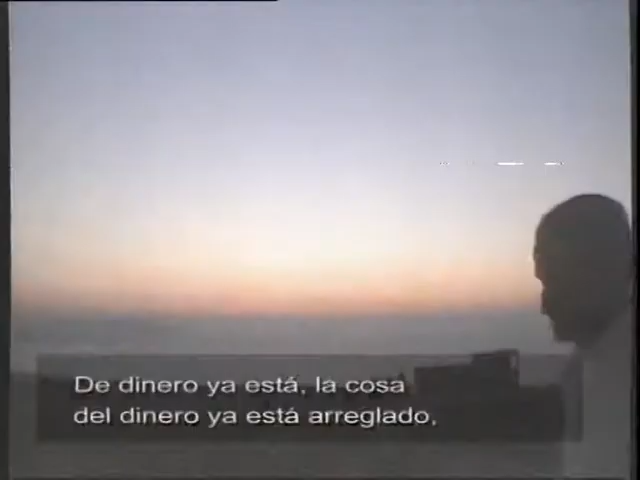 De dinero ya está, la cosa
del dinero ya está arreglado,